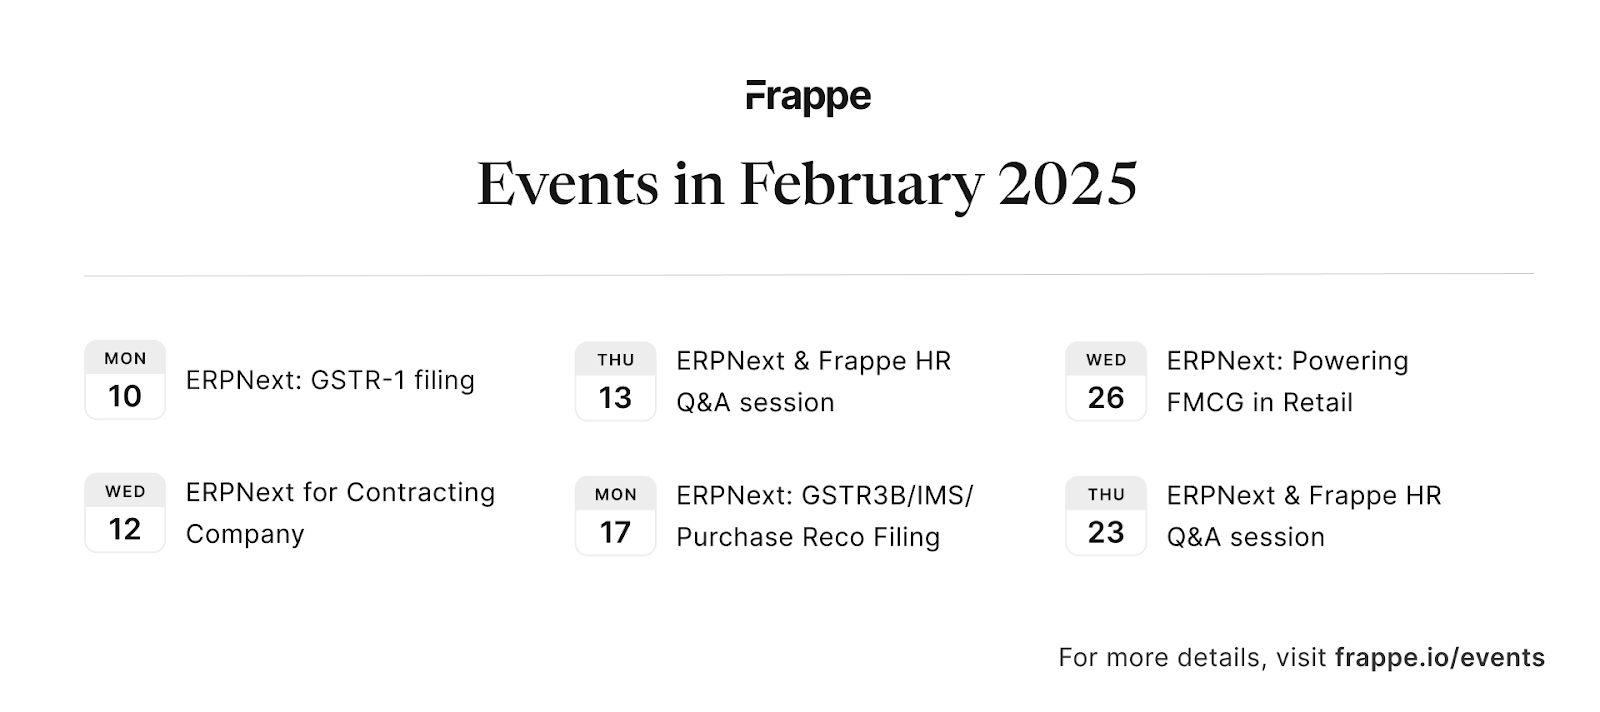 Frappe
Events in February 2025
MON
10
ERPNext: GSTR-1 filing
WED
12
ERPNext for Contracting
Company
THU
13
ERPNext & Frappe HR
Q&A session
MON
17
ERPNext: GSTR3B/IMS/
Purchase Reco Filing
WED
26
ERPNext: Powering
FMCG in Retail
THU
23
ERPNext & Frappe HR
Q&A session
For more details, visit frappe.io/events